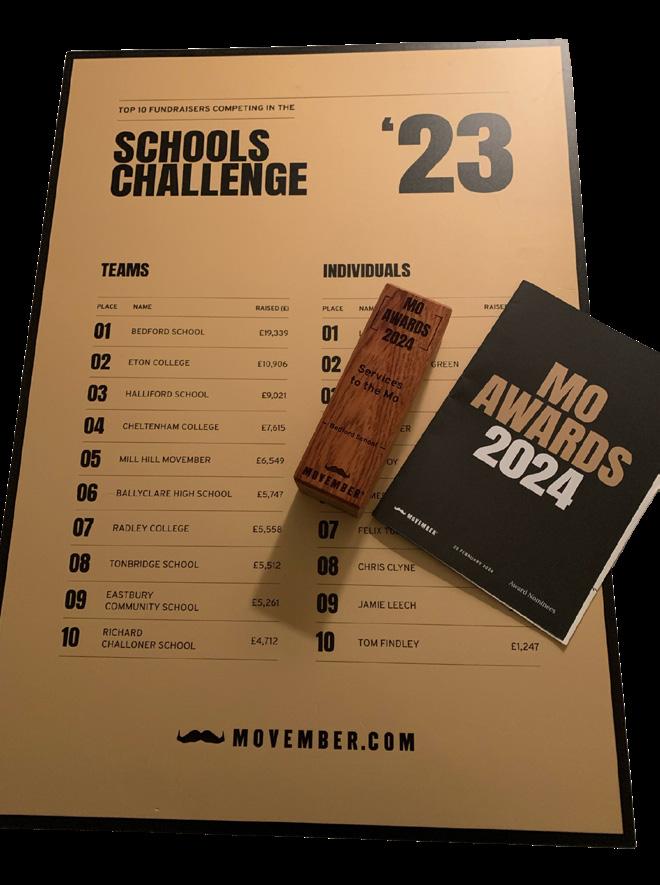 TOP 10 FUNDRAISERS COMPETING IN THE
SCHOOLS
CHALLENGE
‘23
TEAMS
PLACE NAME RAISED (£)
01 BEDFORD SCHOOL £19,339
02 ETON COLLEGE £10,906
03 HALLIFORD SCHOOL £9,021
04 CHELTENHAM COLLEGE £7,615
05 MILL HILL MOVEMBER £6,549
06 BALLYCLARE HIGH SCHOOL £5,747
07 RADLEY COLLEGE £5,558
08 TONBRIDGE SCHOOL £5,512
09 EASTBURY
COMMUNITY SCHOOL £5,261
10 RICHARD
CHALLONER SCHOOL £4,712
INDIVIDUALS
PLACE
01
02 GREEN
07 FELIX
08 CHRIS CLYNE
09 JAMIE LEECH
10 TOM FINDLEY £1,247
MO
AWARDS
2024
Services
to the Mo
Bedford School
MOVEMBER
MO
AWARDS
2024
MOVEMBER
22 FEBRUARY 2024
Award Nominees
MOVEMBER.COM